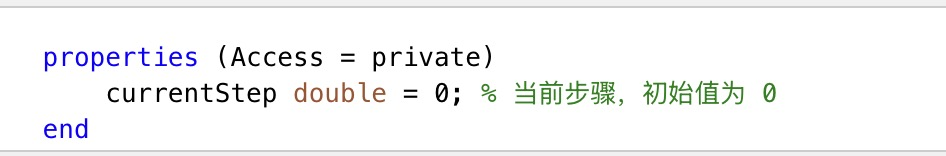 properties (Access = private)
    currentStep double = 0; % 当前步骤，初始值为 0
end